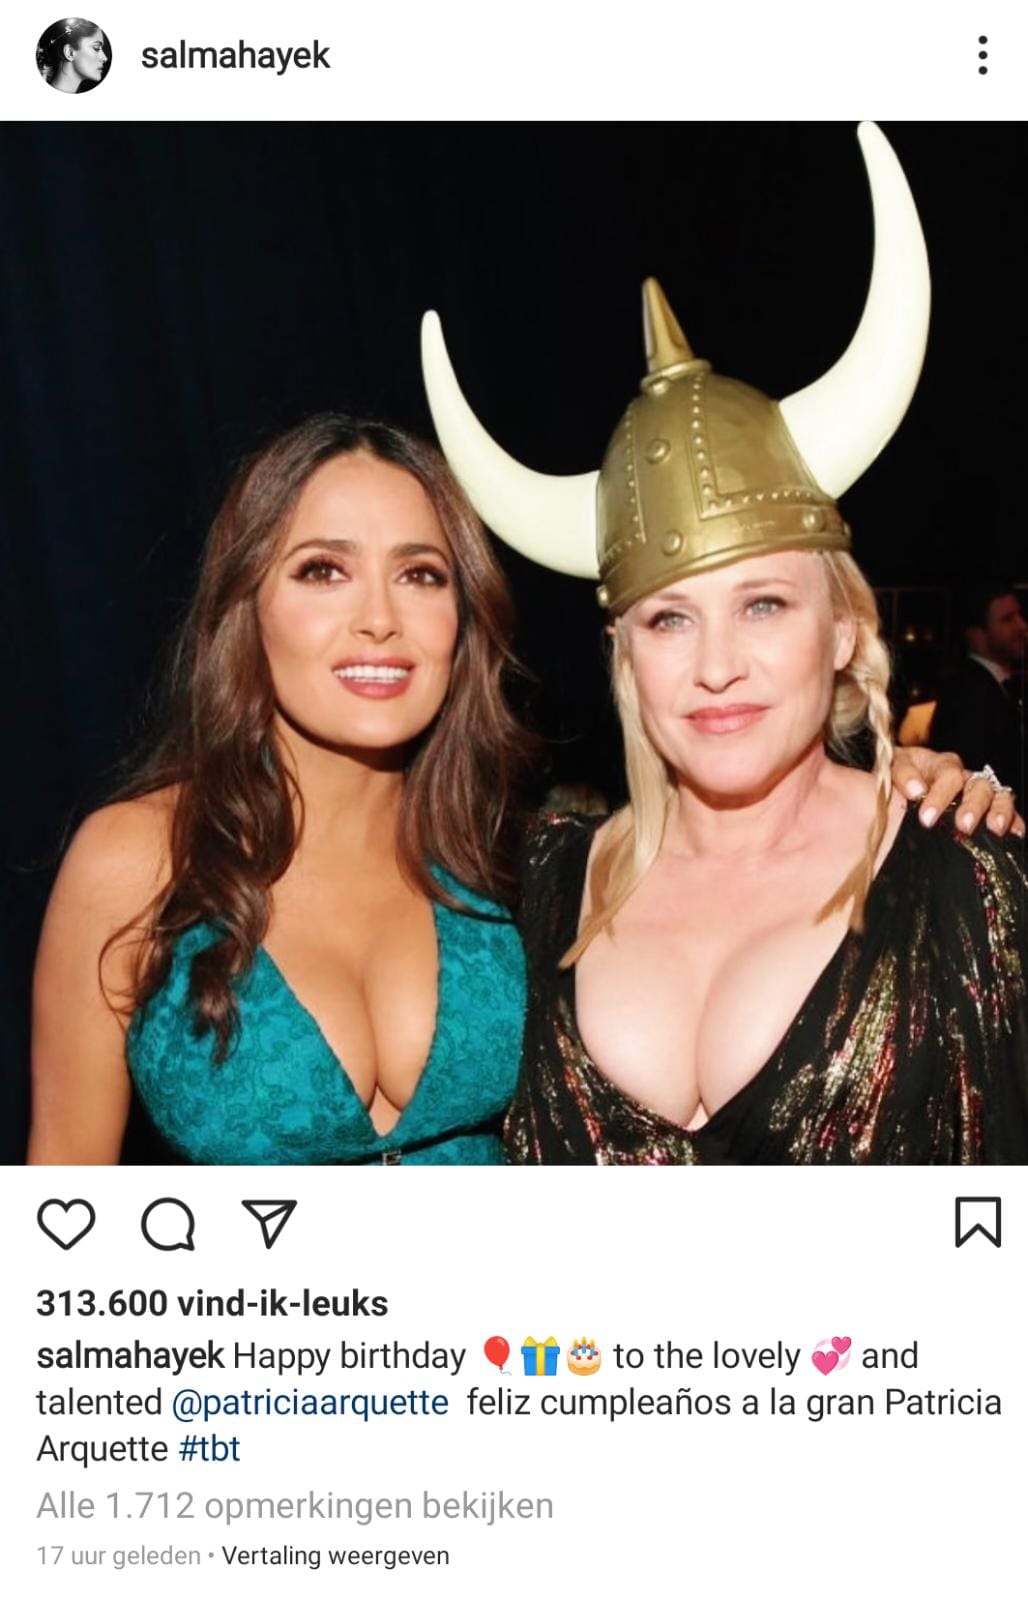 salmahayek
313.600 vind-ik-leuks
salmahayek Happy birthday 🎈🎁🎂 to the lovely 💞 and
talented @patriciaarquette feliz cumpleaños a la gran Patricia
Arquette #tbt
Alle 1.712 opmerkingen bekijken
17 uur geleden • Vertaling weergeven